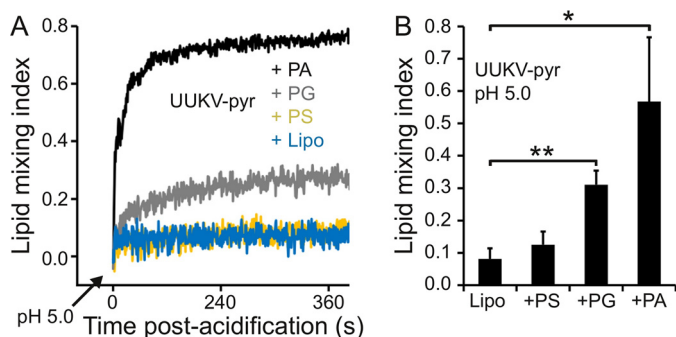 A
Lipid mixing index
0.8
0.6
0.4
0.2
0.0
UUKV-pyr
+ PA
+ PG
+ PS
+ Lipo
pH 5.0
0
240
360
Time post-acidification (s)
B
Lipid mixing index
0.8
0.7
0.6
0.5
0.4
0.3
0.2
0.1
0.0
UUKV-pyr
pH 5.0
*
**
Lipo +PS +PG +PA